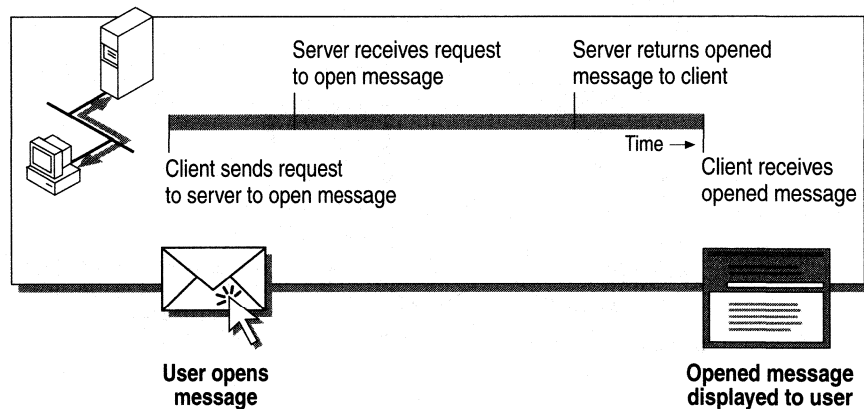 Server receives request
to open message
Server returns opened
message to client
Time →
Client sends request
to server to open message
Client receives
opened message
User opens
message
Opened message
displayed to user